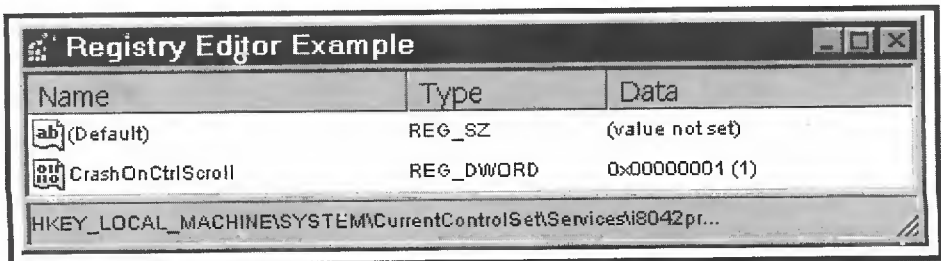 Registry Editor Example
Name Type Data
(Default) REG_SZ (value not set)
CrashOnCtrlScroll REG_DWORD 0x00000001 (1)
HKEY_LOCAL_MACHINE\SYSTEM\CurrentControlSet\Services\i8042pr...